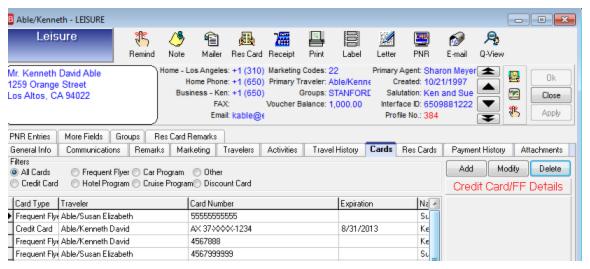 Able/Kenneth - LEISURE
Leisure
Remind Note Mailer Res Card Receipt Print Label Letter PNR E-mail Q-View
Mr. Kenneth David Able
1259 Orange Street
Los Altos, CA 94022
Home - Los Angeles: +1 (310)
Home Phone: +1 (650)
Business - Ken: +1 (650)
FAX:
Email: kable@
Marketing Codes: 22
Primary Traveler: Able/Kenne
Groups: STANFORD
Voucher Balance: 1,000.00
Primary Agent: Sharon Meyer
Created: 10/21/1997
Salutation: Ken and Sue
Interface ID: 6509881222
Profile No.: 384
Ok
Close
Apply
PNR Entries More Fields Groups Res Card Remarks
General Info Communications Remarks Marketing Travelers Activities Travel History Cards Res Cards Payment History Attachments
Filters
All Cards Frequent Flyer Car Program Other
Credit Card Hotel Program Cruise Program Discount Card
Add Modify Delete
Credit Card/FF Details
Card Type Traveler Card Number Expiration Na
Frequent Flye Able/Susan Elizabeth 55555555555 Su
Credit Card Able/Kenneth David AX 37-XXXX-1234 8/31/2013 Ke
Frequent Flye Able/Kenneth David 4567888 Ke
Frequent Flye Able/Susan Elizabeth 4567999999 Su